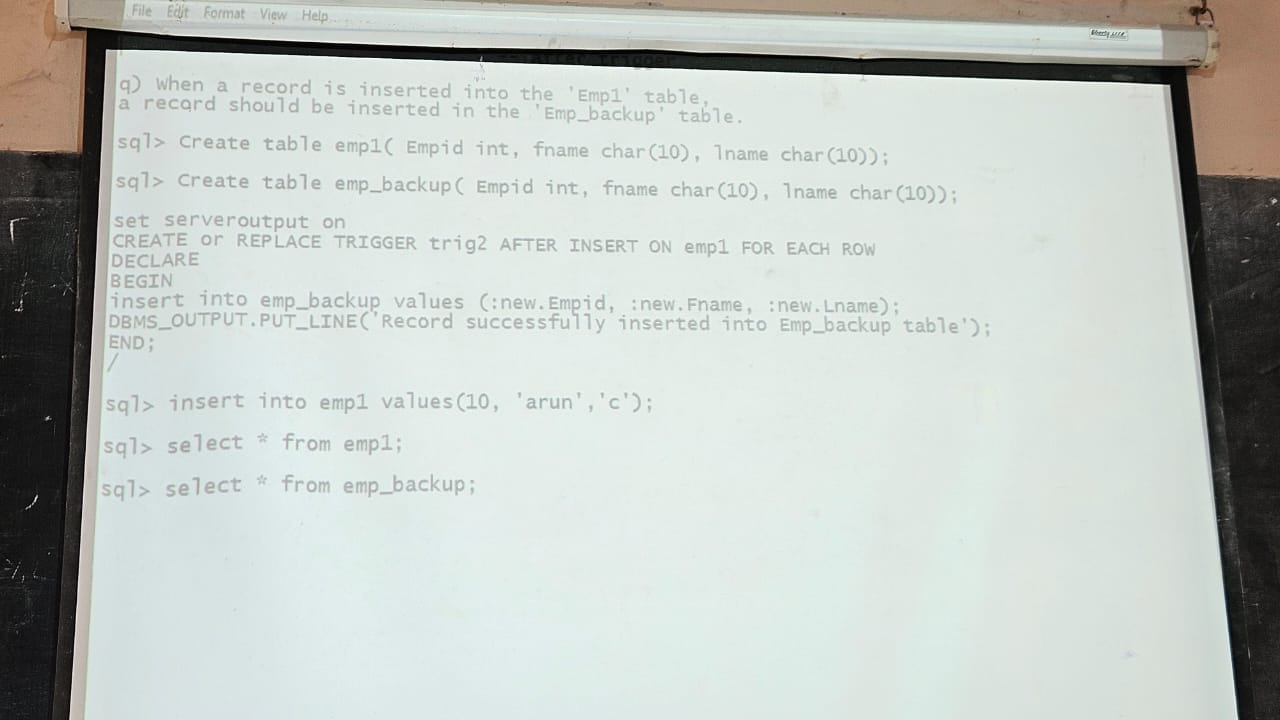 File Edit Format View Help
--After Trigger
q) When a record is inserted into the 'Emp1' table,
a record should be inserted in the 'Emp_backup' table.
sql> Create table emp1( Empid int, fname char(10), lname char(10));
sql> Create table emp_backup( Empid int, fname char(10), lname char(10));
set serveroutput on
CREATE or REPLACE TRIGGER trig2 AFTER INSERT ON emp1 FOR EACH ROW
DECLARE
BEGIN
insert into emp_backup values (:new.Empid, :new.Fname, :new.Lname);
DBMS_OUTPUT.PUT_LINE('Record successfully inserted into Emp_backup table');
END;
/
sql> insert into emp1 values(10, 'arun','c');
sql> select * from emp1;
sql> select * from emp_backup;